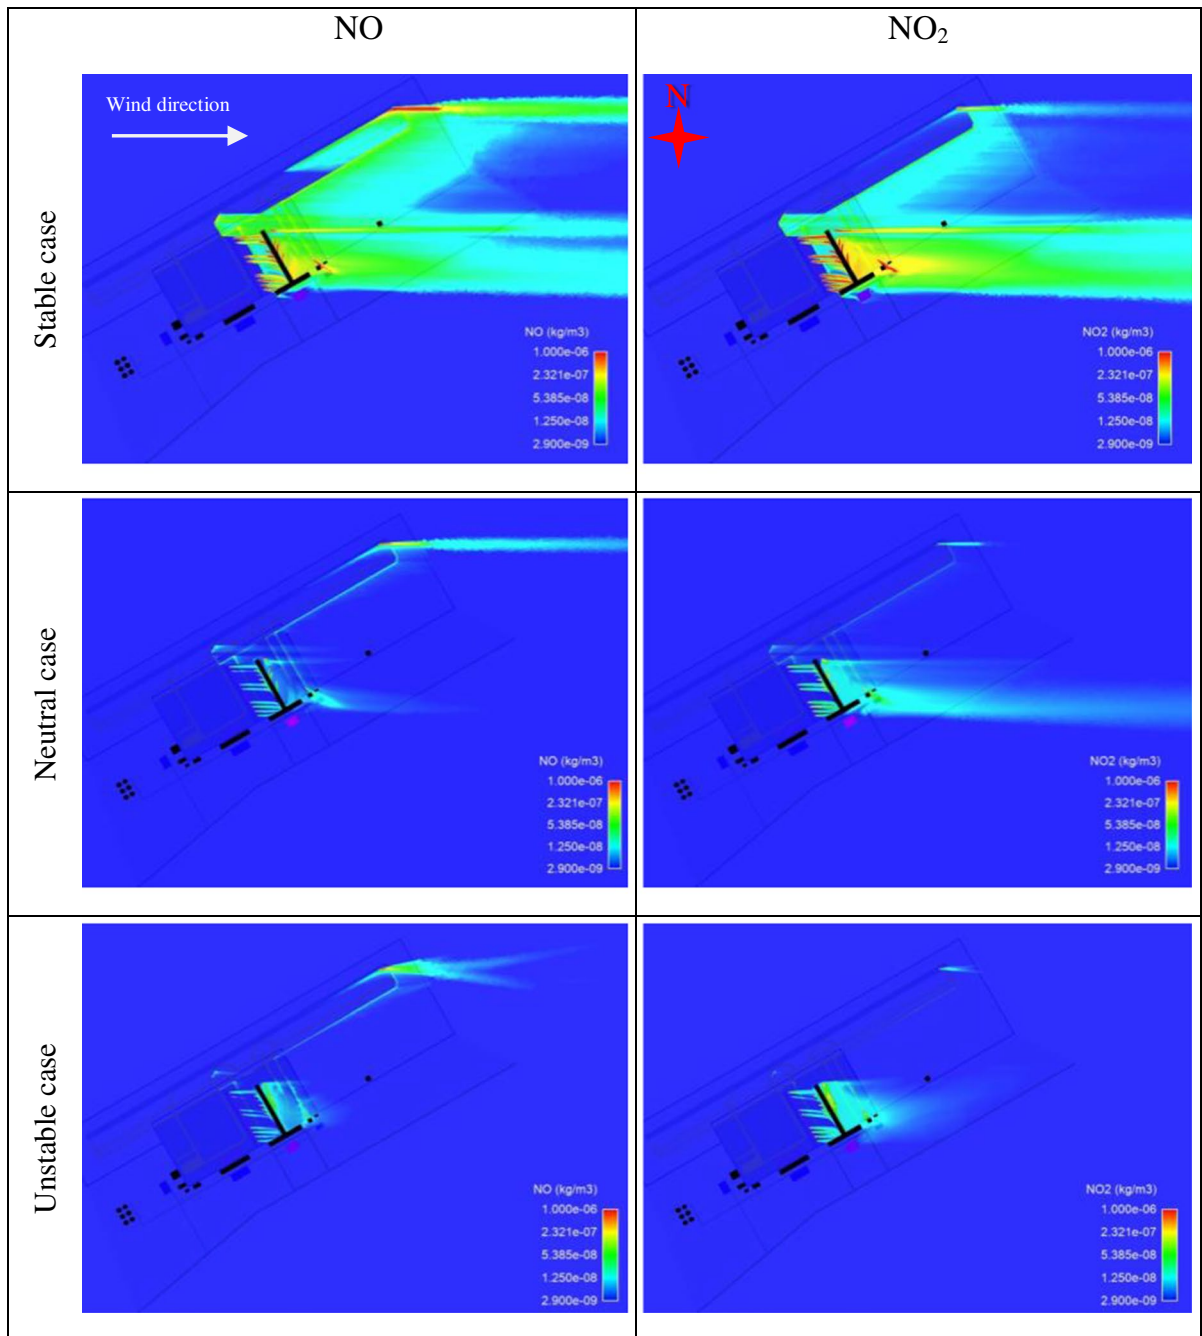 NO
NO₂
Stable case
Wind direction
NO (kg/m3)
1.000e-06
2.321e-07
5.385e-08
1.250e-08
2.900e-09
N
NO2 (kg/m3)
1.000e-06
2.321e-07
5.385e-08
1.250e-08
2.900e-09
Neutral case
NO (kg/m3)
1.000e-06
2.321e-07
5.385e-08
1.250e-08
2.900e-09
NO2 (kg/m3)
1.000e-06
2.321e-07
5.385e-08
1.250e-08
2.900e-09
Unstable case
NO (kg/m3)
1.000e-06
2.321e-07
5.385e-08
1.250e-08
2.900e-09
NO2 (kg/m3)
1.000e-06
2.321e-07
5.385e-08
1.250e-08
2.900e-09